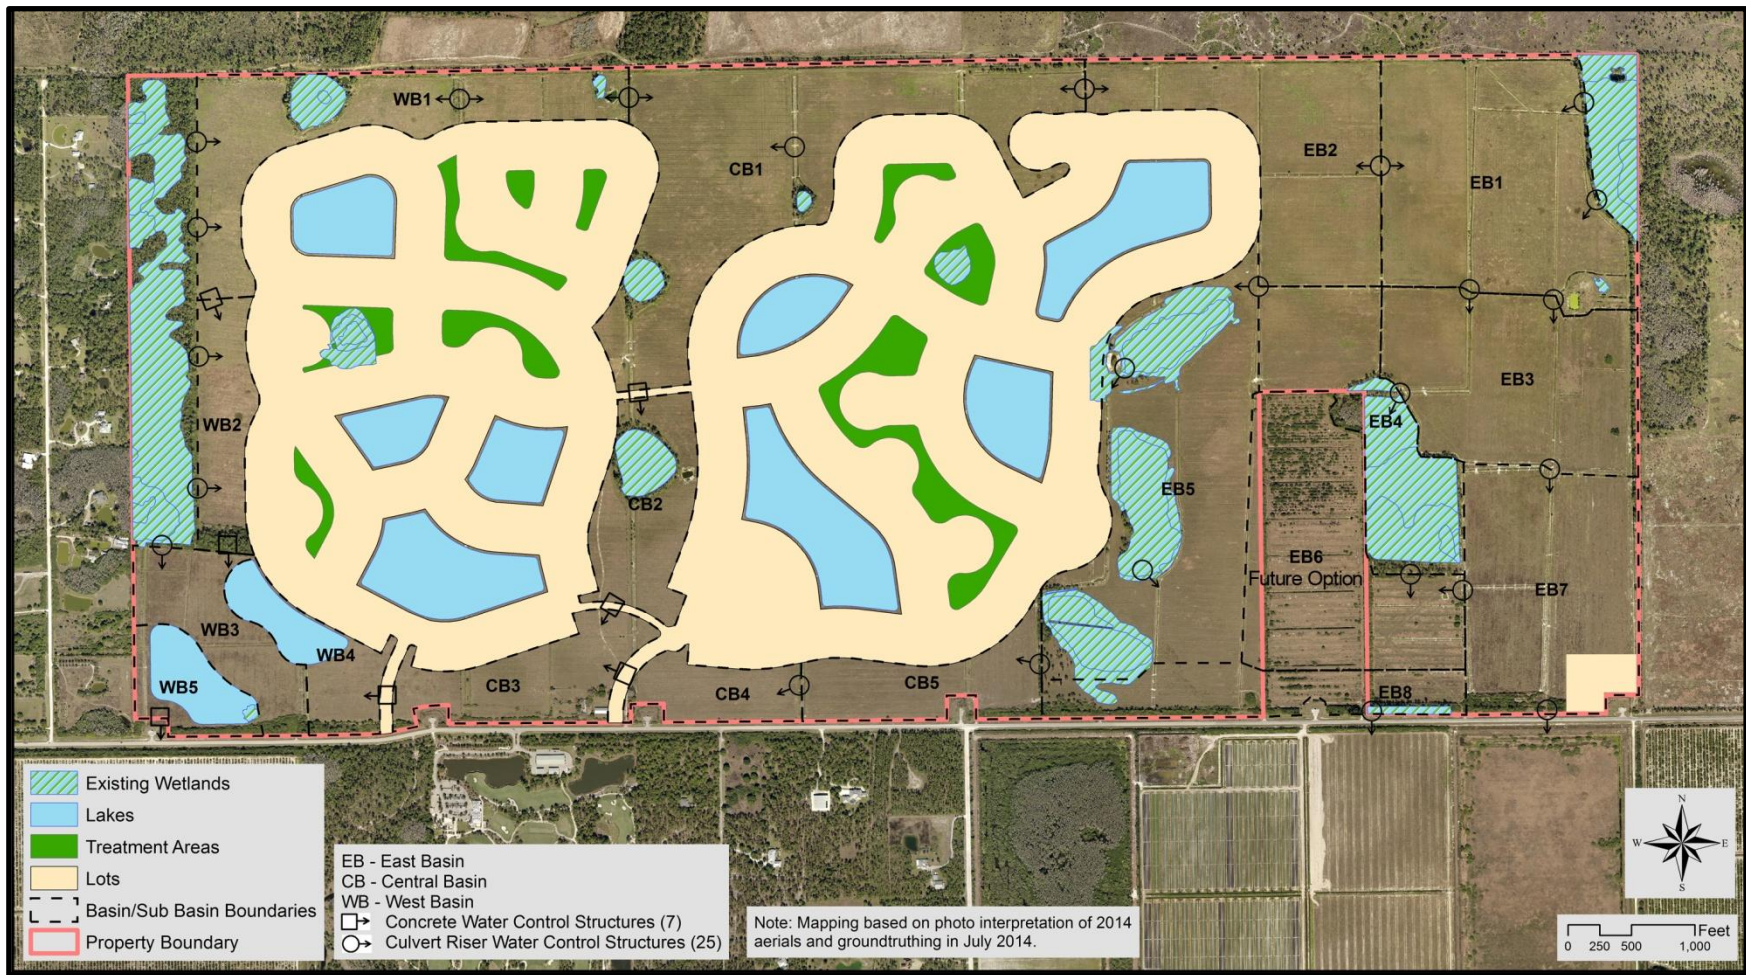 WB1
CB1
EB2
EB1
EB3
WB2
EB4
CB2
EB5
EB6
Future Option
EB7
WB3
WB4
WB5
CB3
CB4
CB5
EB8
Existing Wetlands
Lakes
Treatment Areas
Lots
Basin/Sub Basin Boundaries
Property Boundary
EB - East Basin
CB - Central Basin
WB - West Basin
Concrete Water Control Structures (7)
Culvert Riser Water Control Structures (25)
Note: Mapping based on photo interpretation of 2014
aerials and groundtruthing in July 2014.
N
W E
S
Feet
0 250 500 1,000